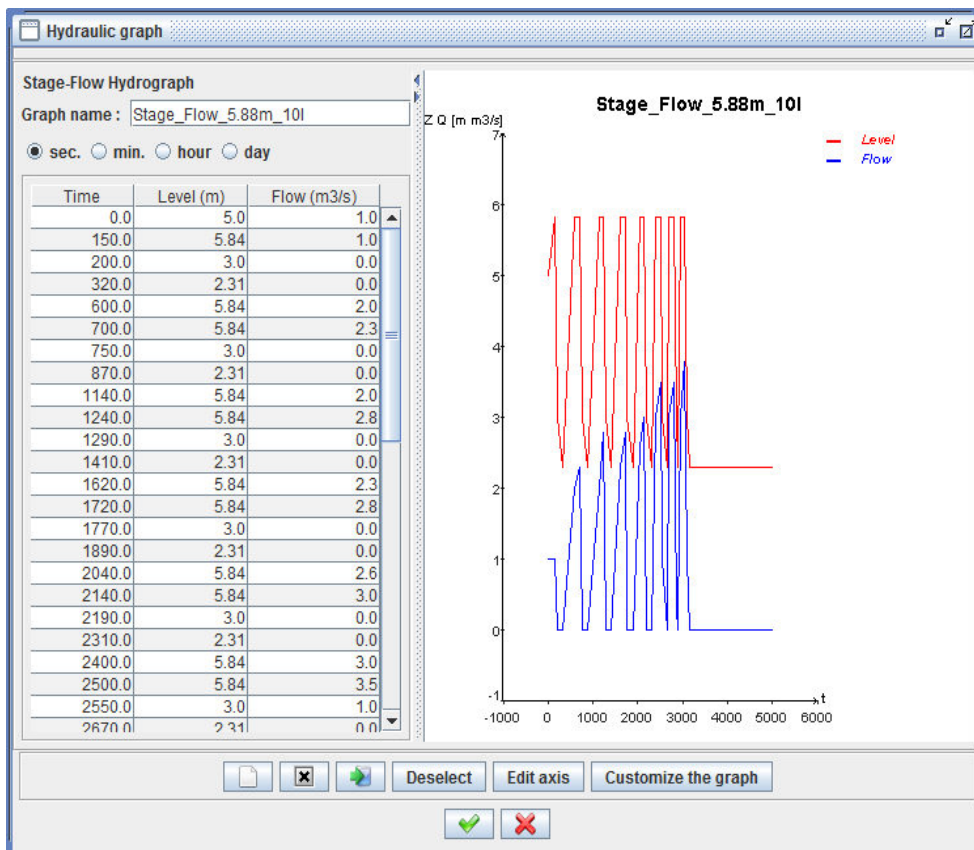 Hydraulic graph
Stage-Flow Hydrograph
Graph name : Stage_Flow_5.88m_10l
sec. min. hour day
Time Level (m) Flow (m3/s)
0.0 5.0 1.0
150.0 5.84 1.0
200.0 3.0 0.0
320.0 2.31 0.0
600.0 5.84 2.0
700.0 5.84 2.3
750.0 3.0 0.0
870.0 2.31 0.0
1140.0 5.84 2.0
1240.0 5.84 2.8
1290.0 3.0 0.0
1410.0 2.31 0.0
1620.0 5.84 2.3
1720.0 5.84 2.8
1770.0 3.0 0.0
1890.0 2.31 0.0
2040.0 5.84 2.6
2140.0 5.84 3.0
2190.0 3.0 0.0
2310.0 2.31 0.0
2400.0 5.84 3.0
2500.0 5.84 3.5
2550.0 3.0 1.0
2670.0 2.31 0.0
Stage_Flow_5.88m_10l
Z Q [m m3/s]
Level
Flow
7
6
5
4
3
2
1
0
-1
t
-1000 0 1000 2000 3000 4000 5000 6000
Deselect Edit axis Customize the graph